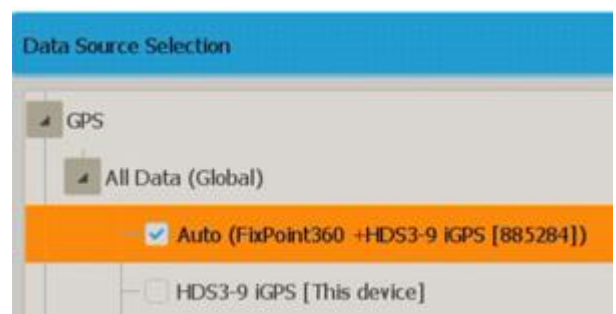 Data Source Selection
GPS
All Data (Global)
Auto (FixPoint360 +HDS3-9 iGPS [885284])
HDS3-9 iGPS [This device]